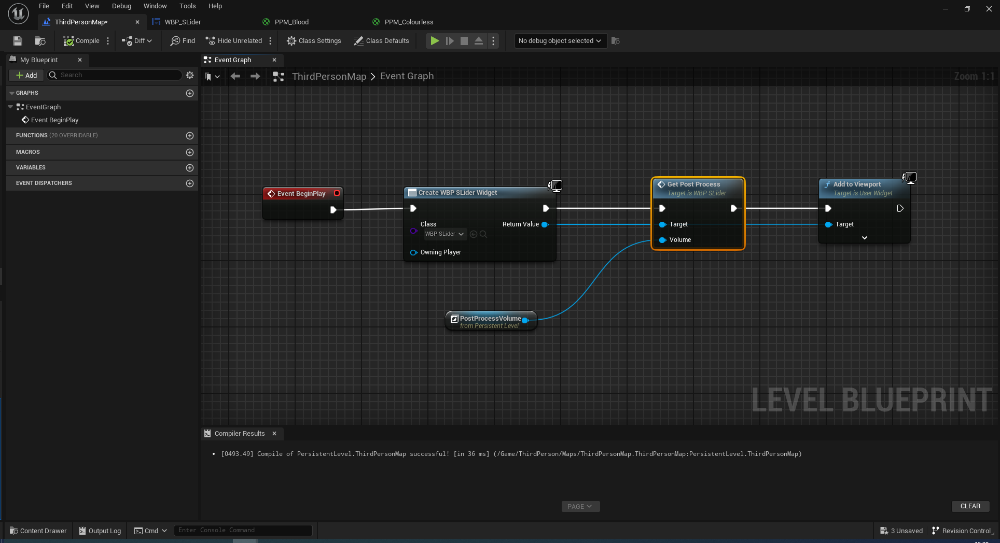 File Edit View Debug Window Tools Help
ThirdPersonMap* WBP_SLider PPM_Blood PPM_Colourless
Compile Diff Find Hide Unrelated Class Settings Class Defaults No debug object selected
My Blueprint
Event Graph
Add Search
ThirdPersonMap > Event Graph
Zoom 1:1
GRAPHS
EventGraph
Event BeginPlay
FUNCTIONS (20 OVERRIDABLE)
MACROS
VARIABLES
EVENT DISPATCHERS
Event BeginPlay
Create WBP SLider Widget
Class
WBP SLider
Return Value
Owning Player
Get Post Process
Target is WBP SLider
Target
Volume
Add to Viewport
Target is User Widget
Target
PostProcessVolume
from Persistent Level
LEVEL BLUEPRINT
Compiler Results
• [0493.49] Compile of PersistentLevel.ThirdPersonMap successful! [in 36 ms] (/Game/ThirdPerson/Maps/ThirdPersonMap.ThirdPersonMap:PersistentLevel.ThirdPersonMap)
PAGE
CLEAR
Content Drawer Output Log Cmd Enter Console Command 3 Unsaved Revision Control